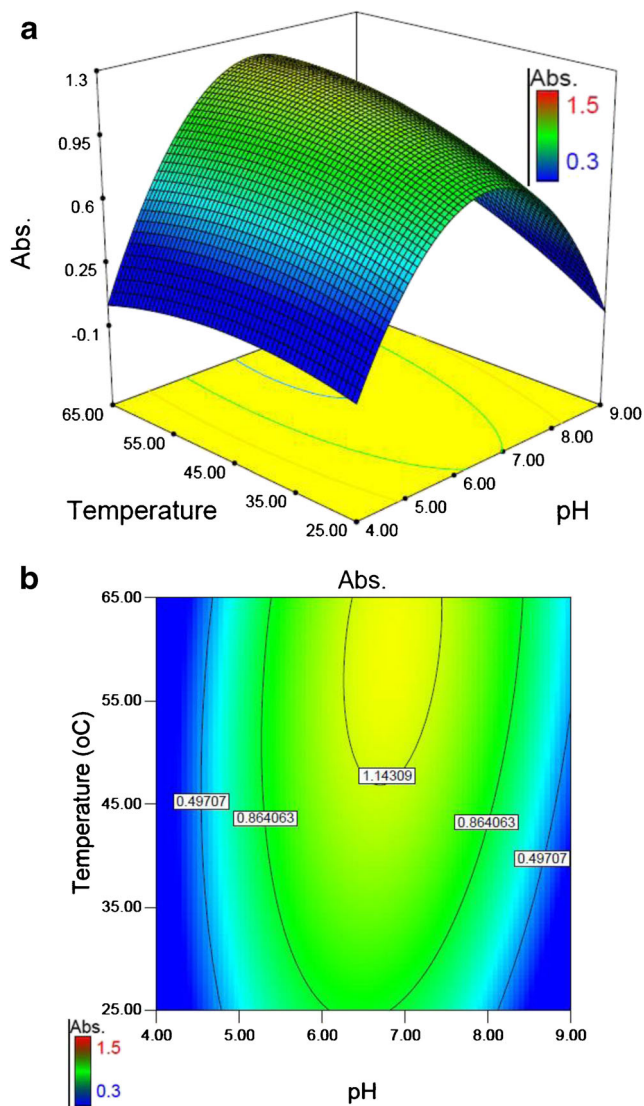 a
Abs.
1.5
0.3
1.3
0.95
0.6
0.25
-0.1
Abs.
65.00
55.00
45.00
35.00
25.00
Temperature
4.00
5.00
6.00
7.00
8.00
9.00
pH
b
Abs.
65.00
55.00
45.00
35.00
25.00
Temperature (oC)
1.14309
0.49707
0.864063
0.864063
0.49707
4.00 5.00 6.00 7.00 8.00 9.00
pH
Abs.
1.5
0.3